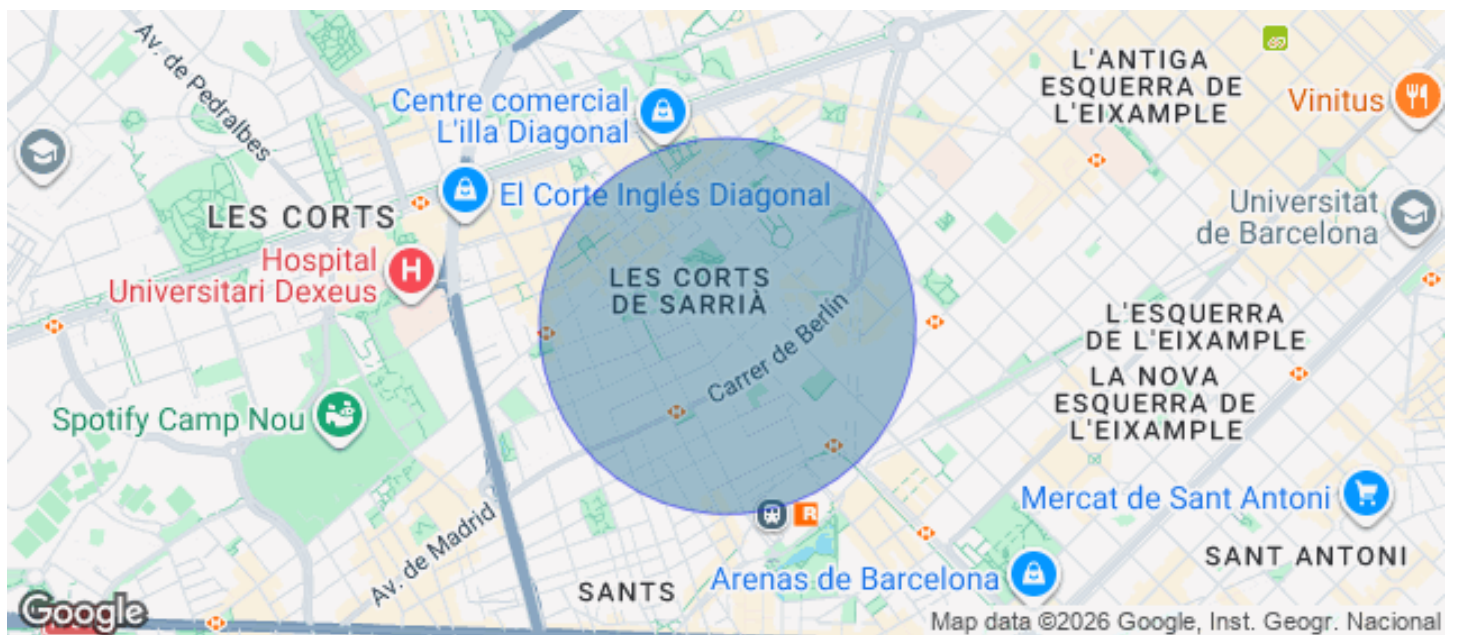 Av. de Pedralbes
Centre comercial
L'illa Diagonal
L'ANTIGA
ESQUERRA DE
L'EIXAMPLE
Vinitus
El Corte Inglés Diagonal
LES CORTS
Universitat
de Barcelona
Hospital
Universitari Dexeus
H
LES CORTS
DE SARRIÀ
Carrer de Berlín
L'ESQUERRA
DE L'EIXAMPLE
LA NOVA
ESQUERRA DE
L'EIXAMPLE
Spotify Camp Nou
Mercat de Sant Antoni
R
Av. de Madrid
SANTS
Arenas de Barcelona
SANT ANTONI
Google
Map data ©2026 Google, Inst. Geogr. Nacional